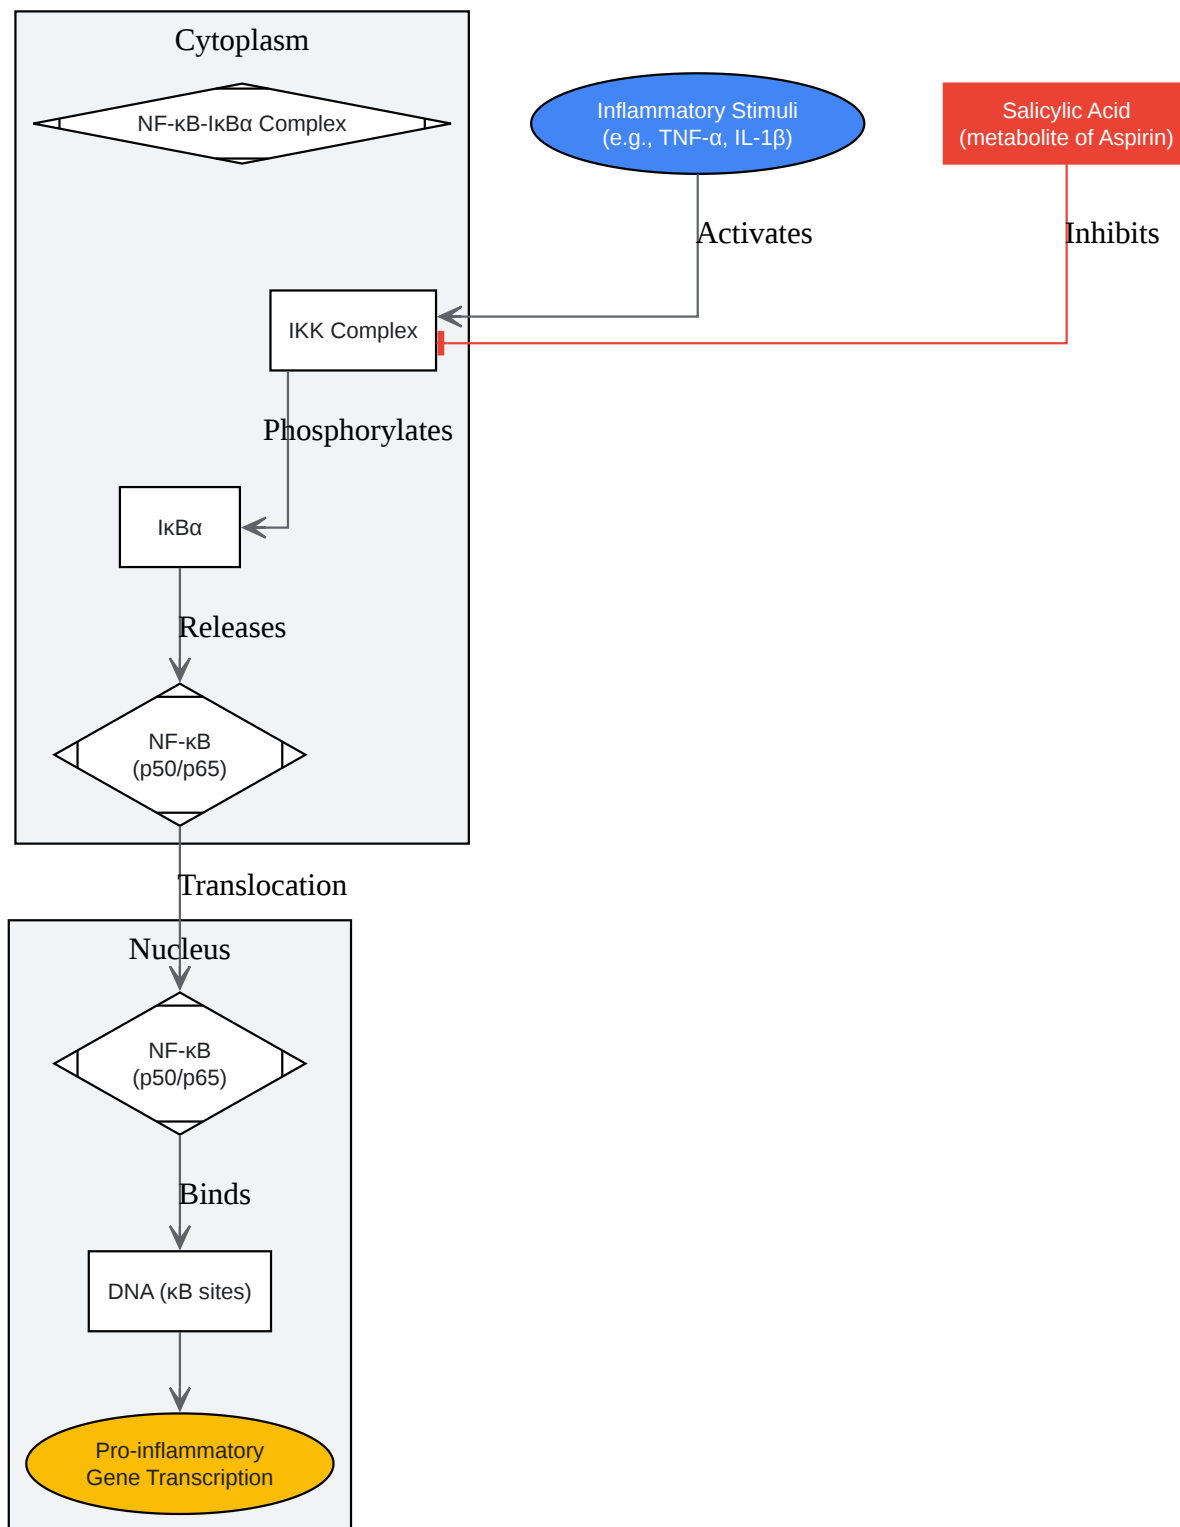 Cytoplasm
NF-κB-IκBα Complex
Inflammatory Stimuli
(e.g., TNF-α, IL-1β)
Salicylic Acid
(metabolite of Aspirin)
Activates
Inhibits
IKK Complex
Phosphorylates
IκBα
Releases
NF-κB
(p50/p65)
Translocation
Nucleus
NF-κB
(p50/p65)
Binds
DNA (κB sites)
Pro-inflammatory
Gene Transcription